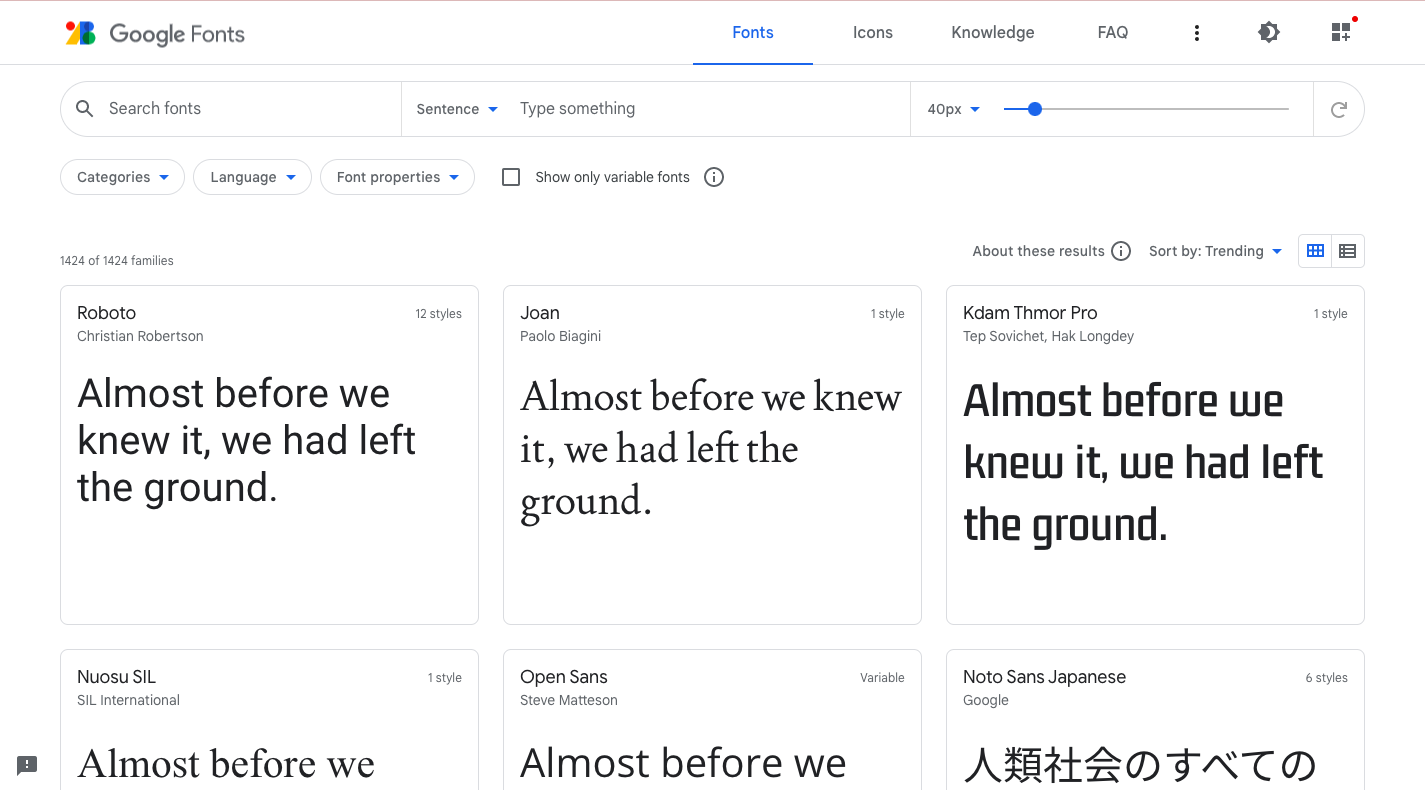 Google Fonts
Fonts
Icons
Knowledge
FAQ
Search fonts
Sentence
Type something
40px
Categories
Language
Font properties
Show only variable fonts
1424 of 1424 families
About these results
Sort by: Trending
Roboto
12 styles
Christian Robertson
Almost before we
knew it, we had left
the ground.
Joan
1 style
Paolo Biagini
Almost before we knew
it, we had left the
ground.
Kdam Thmor Pro
1 style
Tep Sovichet, Hak Longdey
Almost before we
knew it, we had left
the ground.
Nuosu SIL
1 style
SIL International
Almost before we
Open Sans
Variable
Steve Matteson
Almost before we
Noto Sans Japanese
6 styles
Google
人類社会のすべての